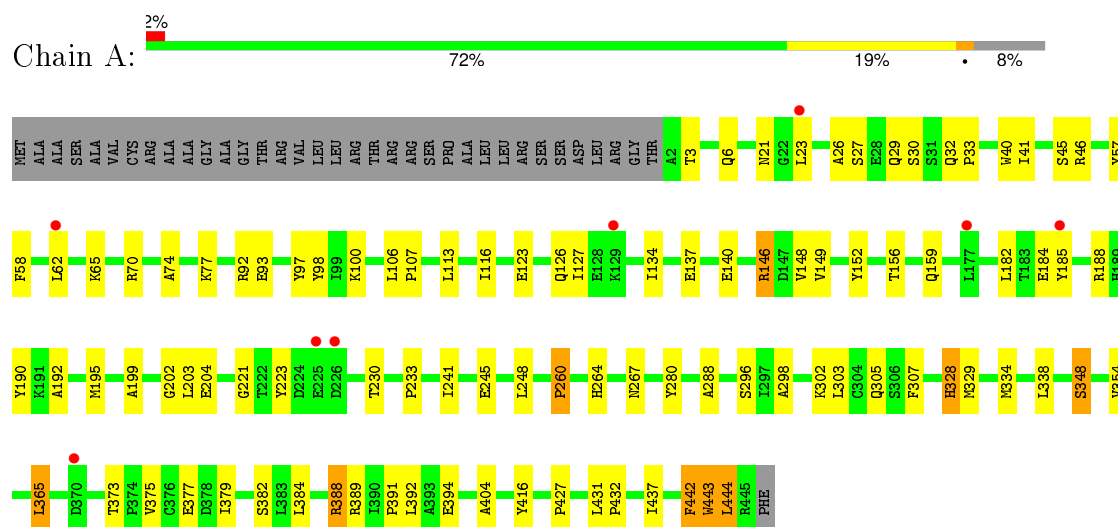 2%
Chain A:
72% 19% • 8%
MET ALA ALA SER ALA VAL CYS ARG ALA ALA GLY ALA GLY THR ARG VAL LEU LEU ARG THR ARG ARG SER PRO ALA LEU LEU ARG SER SER ASP LEU ARG GLY THR A2 T3 Q6 N21 G22 L23 A26 S27 E28 Q29 S30 S31 Q32 P33 W40 I41 S45 R46 Y57
F58 L62 K65 R70 A74 K77 R92 E93 Y97 Y98 I99 K100 L106 P107 L113 I116 E123 Q126 I127 E128 K129 I134 E137 E140 R146 D147 V148 V149 Y152 T156 Q159 L177 L182 T183 E184 Y185 R188 H189
Y190 K191 A192 M195 A199 G202 L203 E204 G221 T222 Y223 D224 E225 D226 T230 P233 I241 E245 L248 P260 H264 N267 Y280 A288 S296 I297 A298 K302 L303 C304 Q305 S306 F307 H328 M329 M334 L338 S348 V354
L365 D370 T373 P374 V375 C376 E377 D378 I379 S382 L383 L384 R388 R389 I390 P391 L392 A393 E394 A404 Y416 P427 L431 P432 I437 F442 W443 L444 R445 PHE